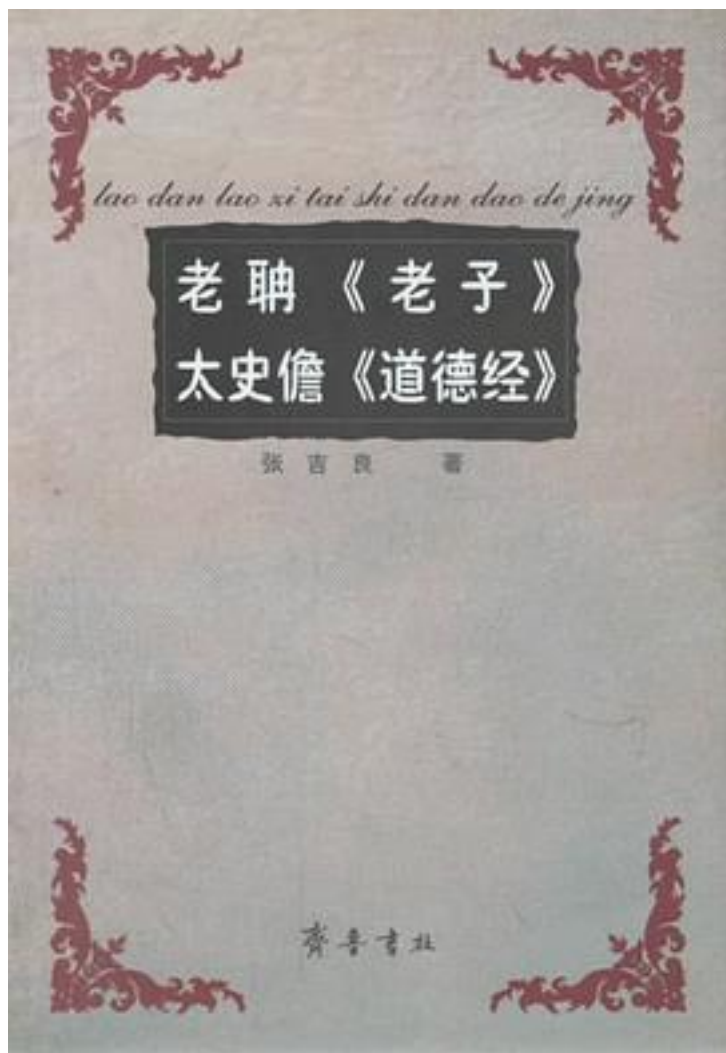 lao dan lao zi tai shi dan dao de jing
老聃《老子》
太史儋《道德经》
张吉良 著
齊鲁书社